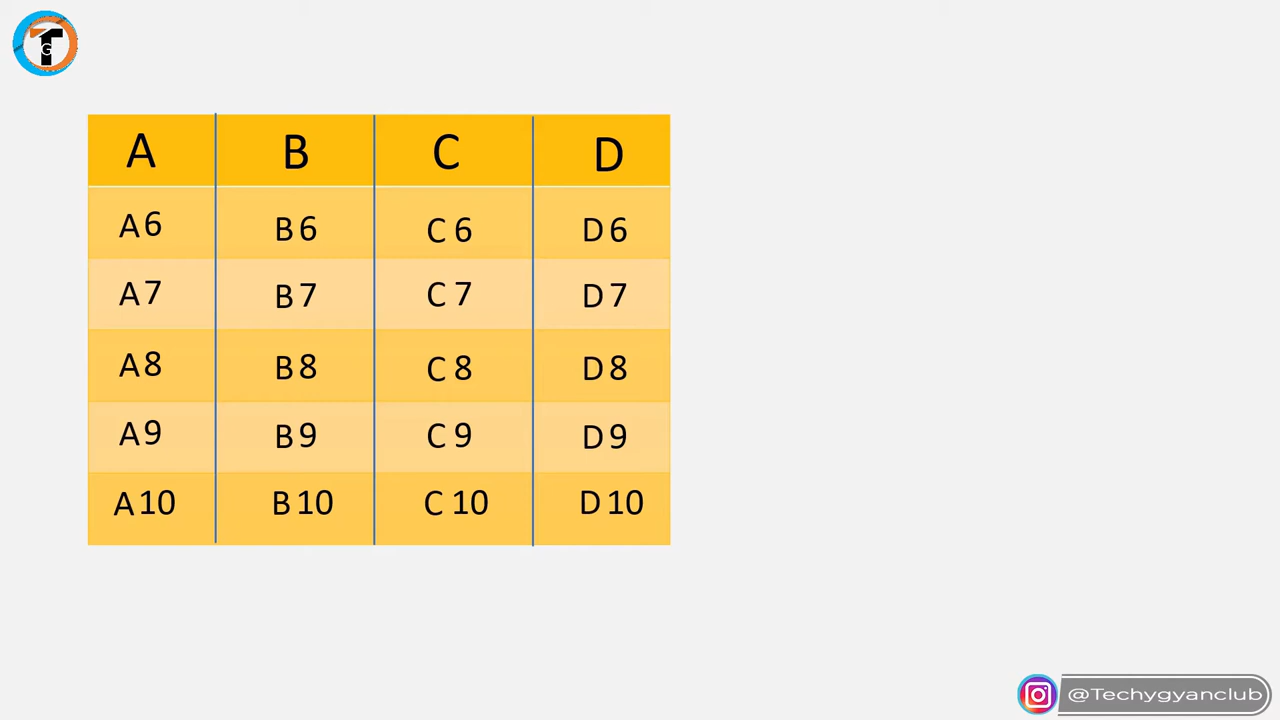 TG
A B C D
A6 B6 C6 D6
A7 B7 C7 D7
A8 B8 C8 D8
A9 B9 C9 D9
A10 B10 C10 D10
@Techygyanclub